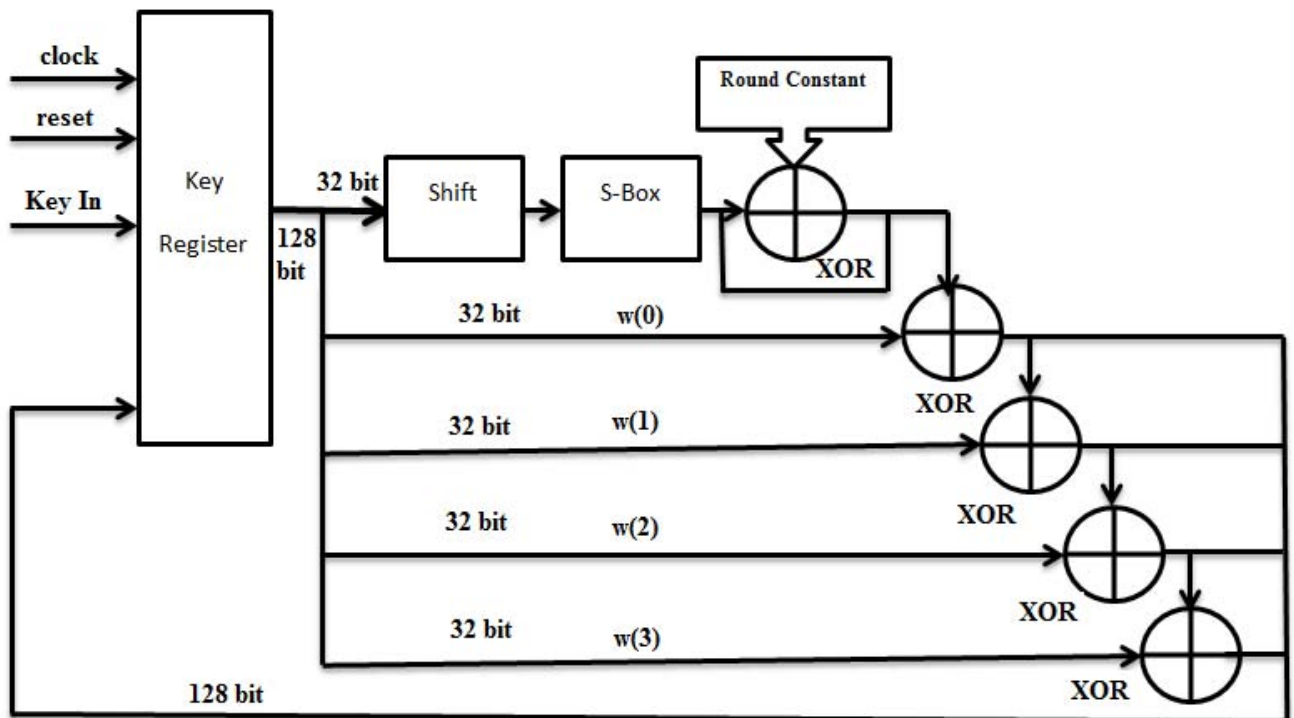 clock
reset
Key In
Key
Register
32 bit
128
bit
Shift
S-Box
Round Constant
XOR
32 bit w(0)
XOR
32 bit w(1)
XOR
32 bit w(2)
XOR
32 bit w(3)
XOR
128 bit